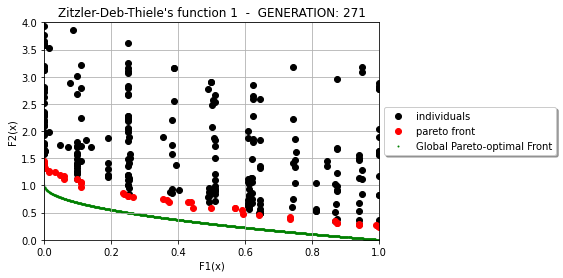 Zitzler-Deb-Thiele's function 1 - GENERATION: 271
F2(x)
4.0
3.5
3.0
2.5
2.0
1.5
1.0
0.5
0.0
0.0 0.2 0.4 0.6 0.8 1.0
F1(x)
individuals
pareto front
Global Pareto-optimal Front